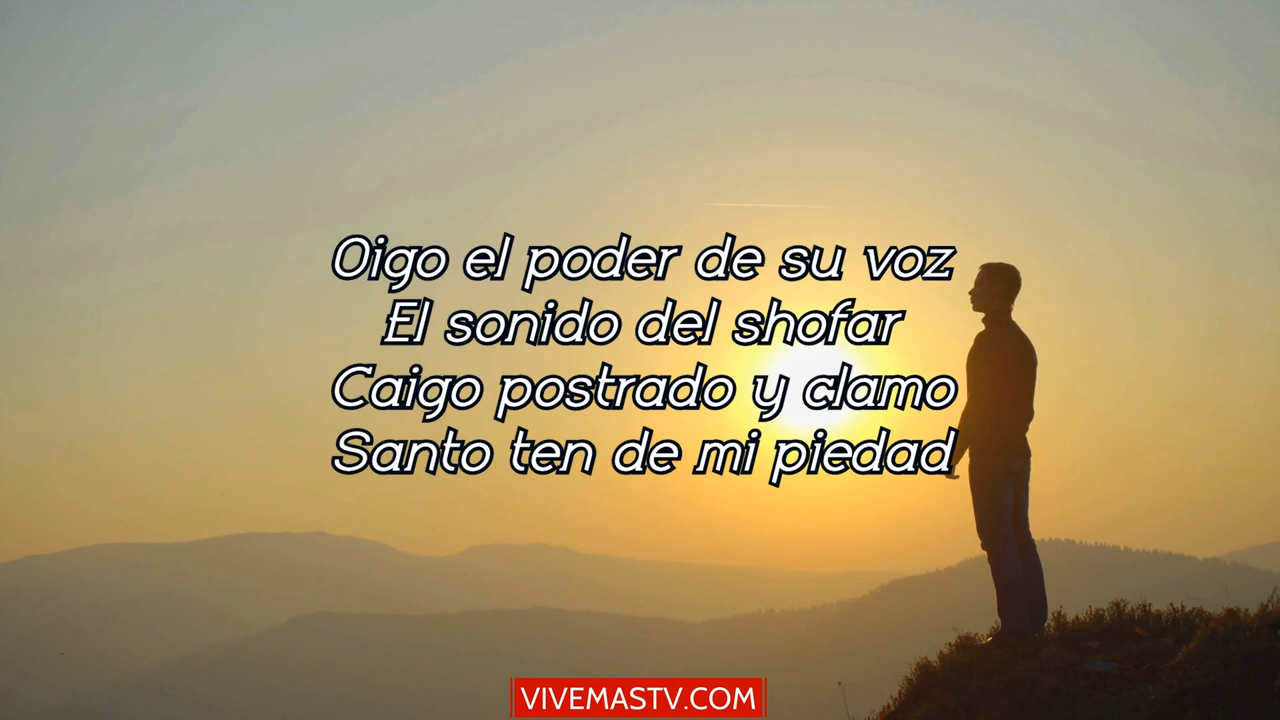 Oigo el poder de su voz
El sonido del shofar
Caigo postrado y clamo
Santo ten de mi piedad
VIVEMASTV.COM